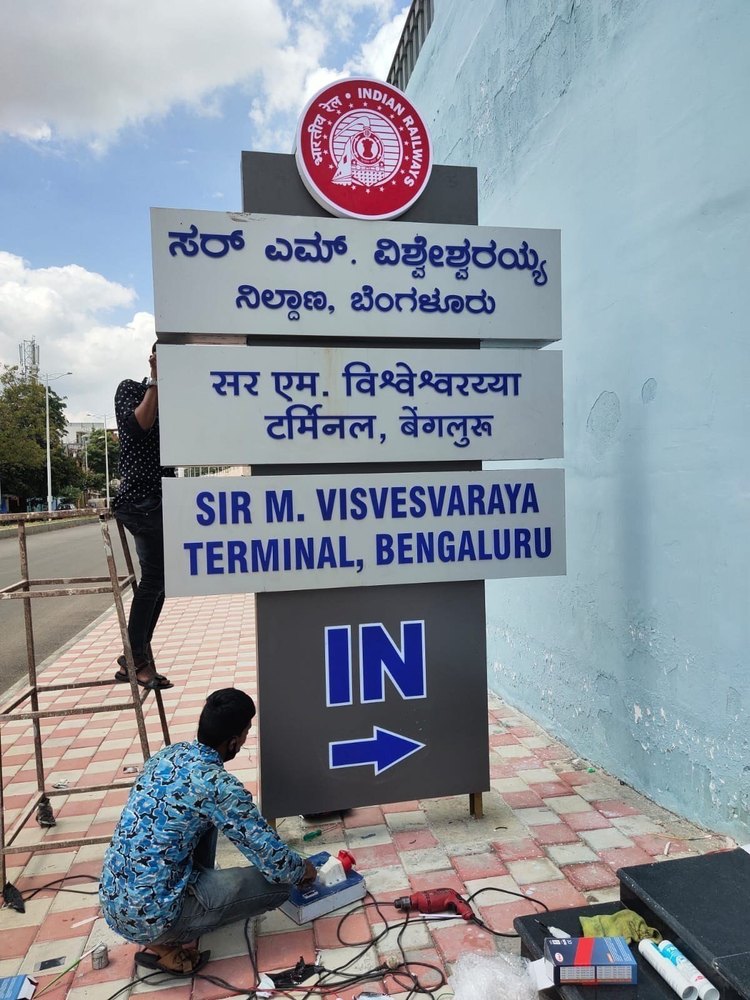 भारतीय रेल • INDIAN RAILWAYS
ಸರ್ ಎಮ್. ವಿಶ್ವೇಶ್ವರಯ್ಯ
ನಿಲ್ದಾಣ, ಬೆಂಗಳೂರು
सर एम. विश्वेश्वरय्या
टर्मिनल, बेंगलुरु
SIR M. VISVESVARAYA
TERMINAL, BENGALURU
IN